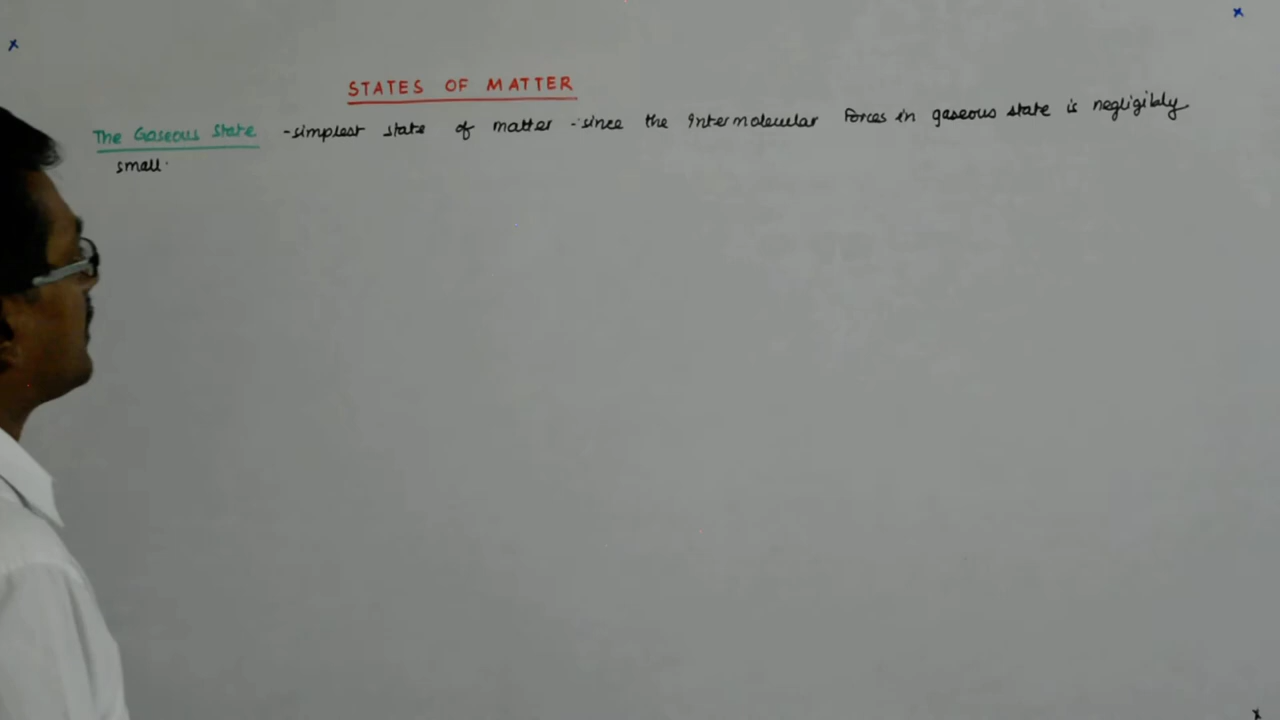 STATES OF MATTER
The Gaseous State - simplest state of matter - since the intermolecular forces in gaseous state is negligibly
small.